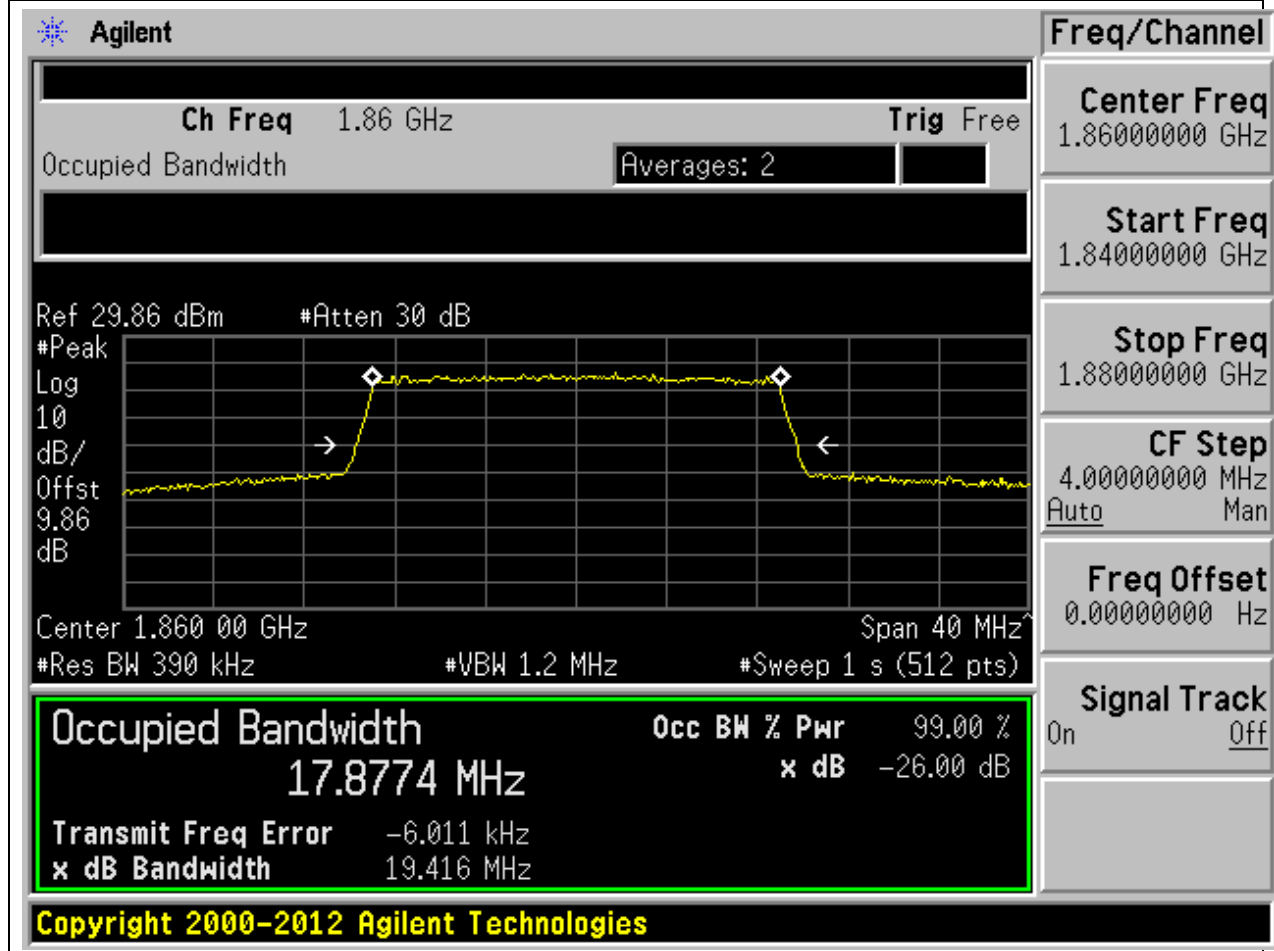 Agilent
Freq/Channel
Ch Freq 1.86 GHz Trig Free
Occupied Bandwidth Averages: 2
Ref 29.86 dBm #Atten 30 dB
#Peak
Log
10
dB/
Offst
9.86
dB
Center 1.860 00 GHz Span 40 MHz^
#Res BW 390 kHz #VBW 1.2 MHz #Sweep 1 s (512 pts)
Occupied Bandwidth Occ BW % Pwr 99.00 %
17.8774 MHz x dB -26.00 dB
Transmit Freq Error -6.011 kHz
x dB Bandwidth 19.416 MHz
Copyright 2000-2012 Agilent Technologies
Center Freq
1.86000000 GHz
Start Freq
1.84000000 GHz
Stop Freq
1.88000000 GHz
CF Step
4.00000000 MHz
Auto Man
Freq Offset
0.00000000 Hz
Signal Track
On Off